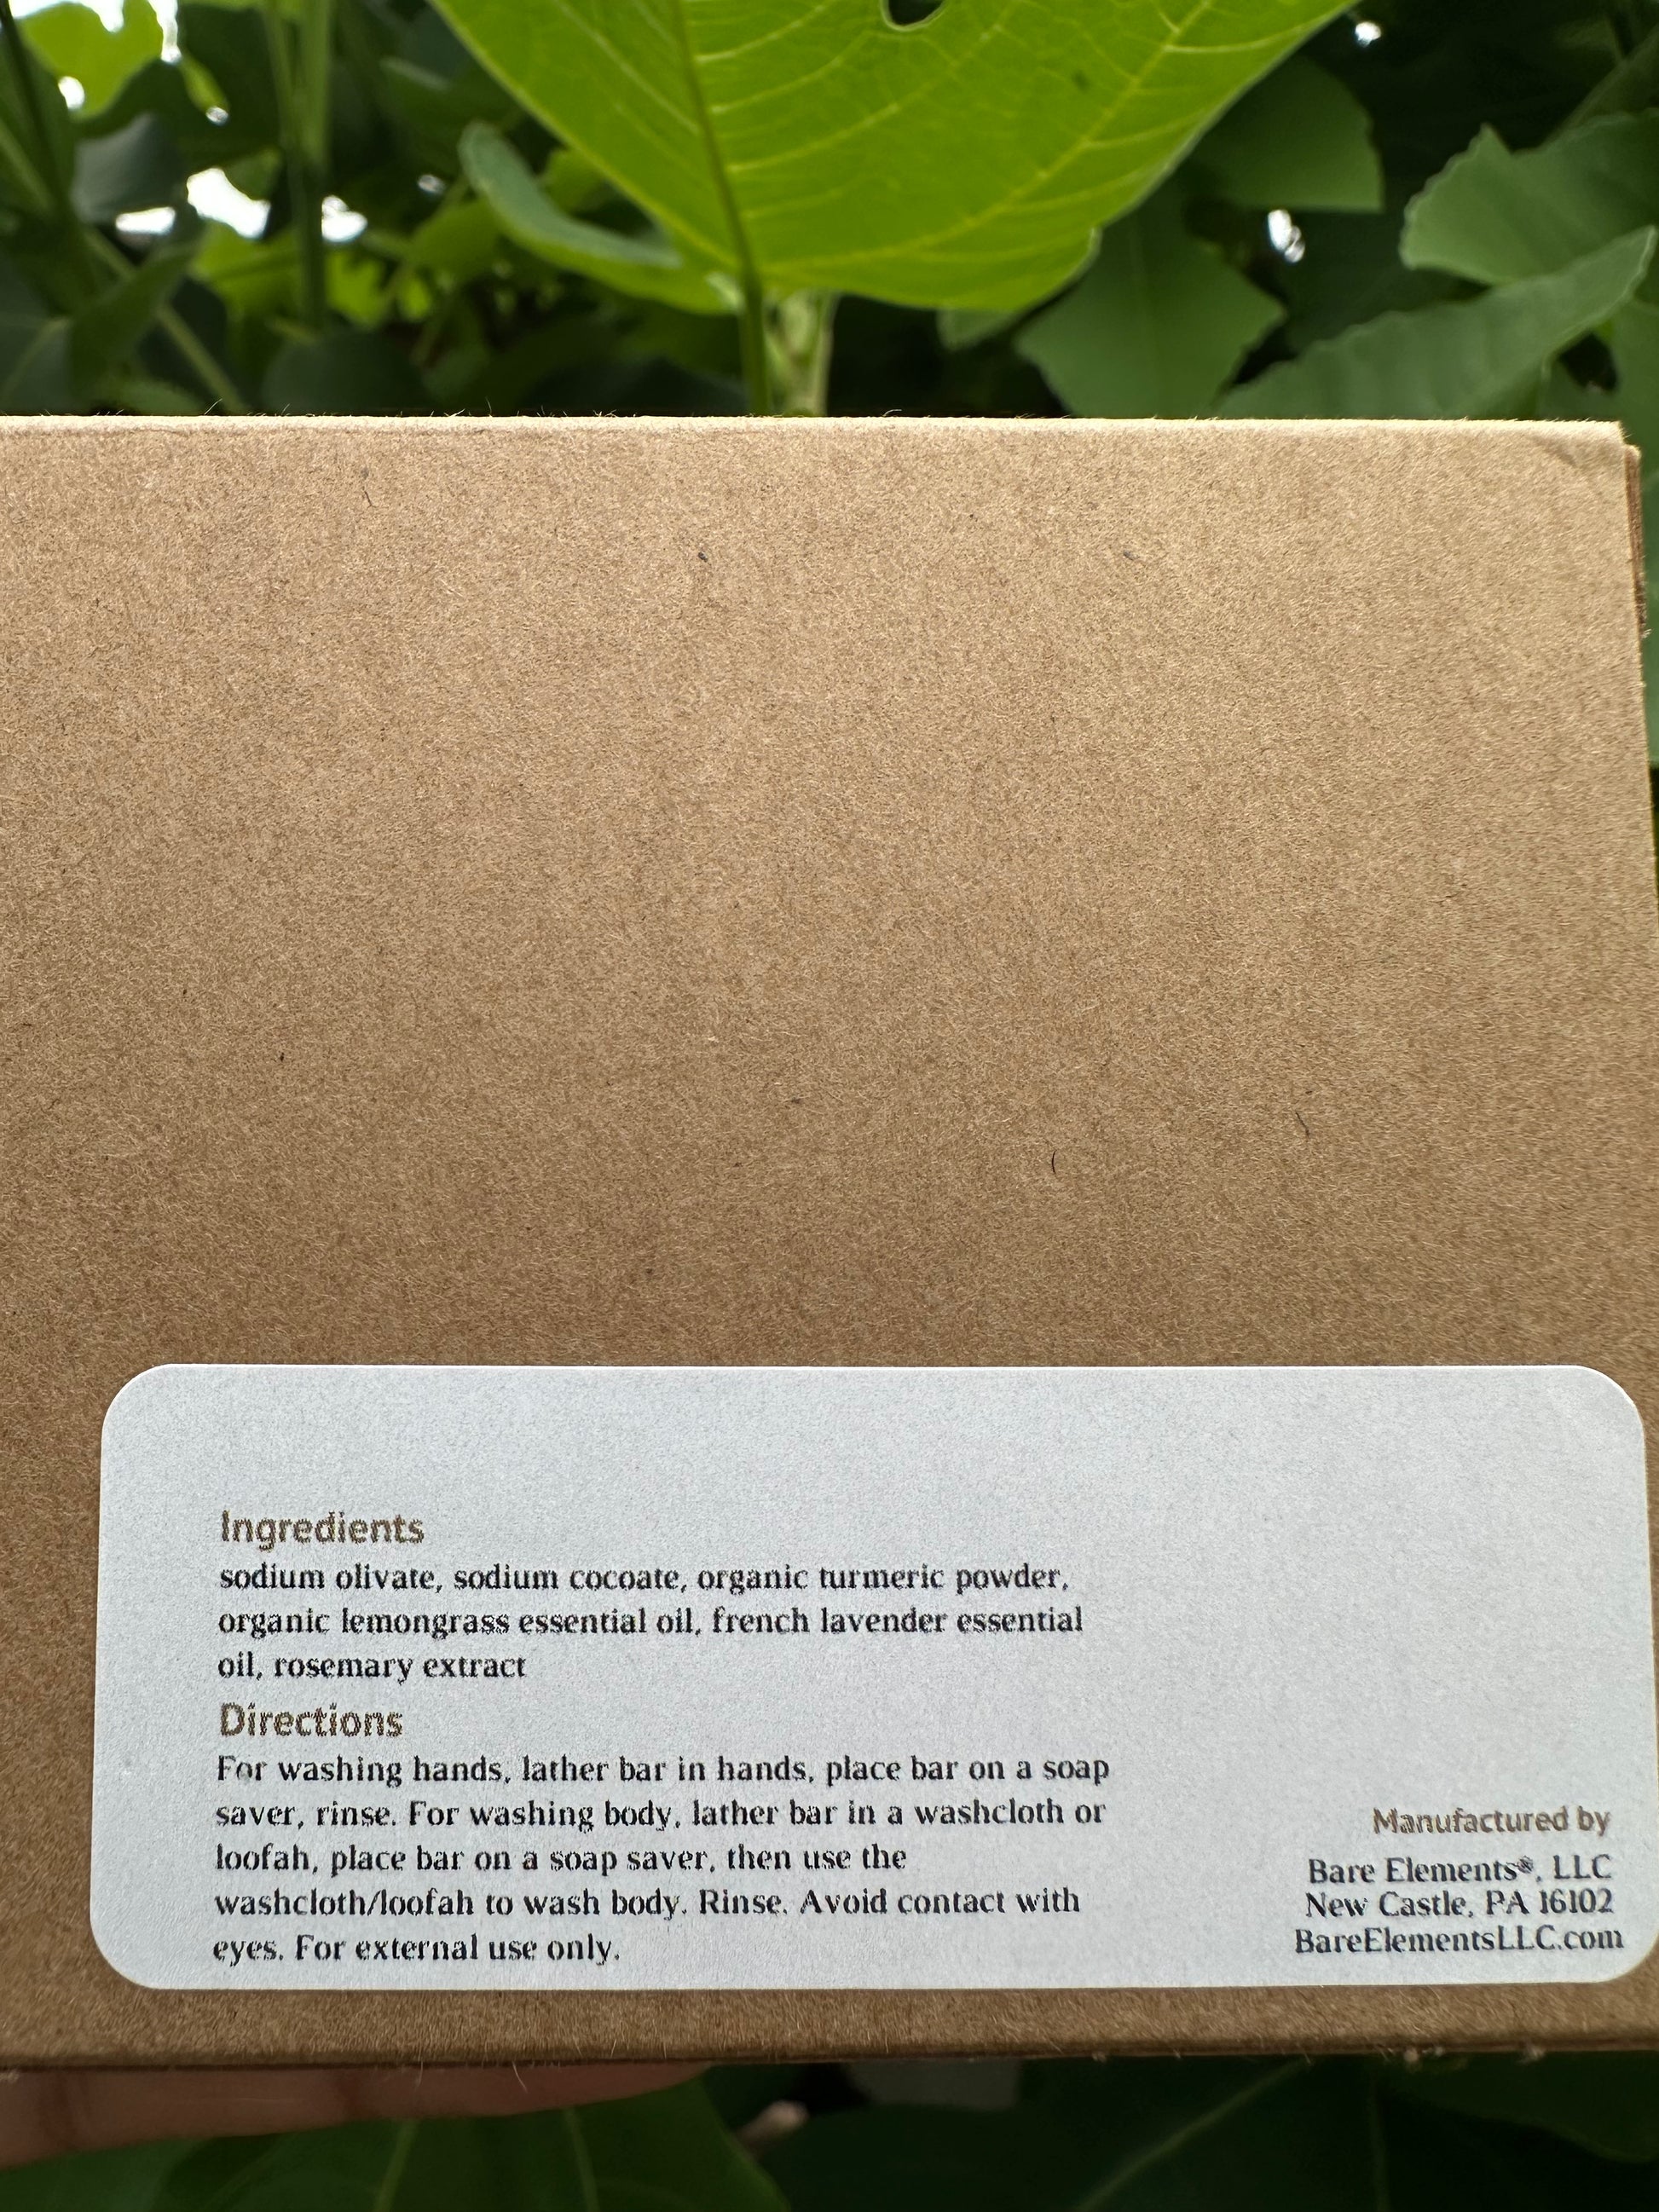 Ingredients
sodium olivate, sodium cocoate, organic turmeric powder,
organic lemongrass essential oil, french lavender essential
oil, rosemary extract
Directions
For washing hands, lather bar in hands, place bar on a soap
saver, rinse. For washing body, lather bar in a washcloth or
loofah, place bar on a soap saver, then use the
washcloth/loofah to wash body. Rinse. Avoid contact with
eyes. For external use only.
Manufactured by
Bare Elements®, LLC
New Castle, PA 16102
BareElementsLLC.com